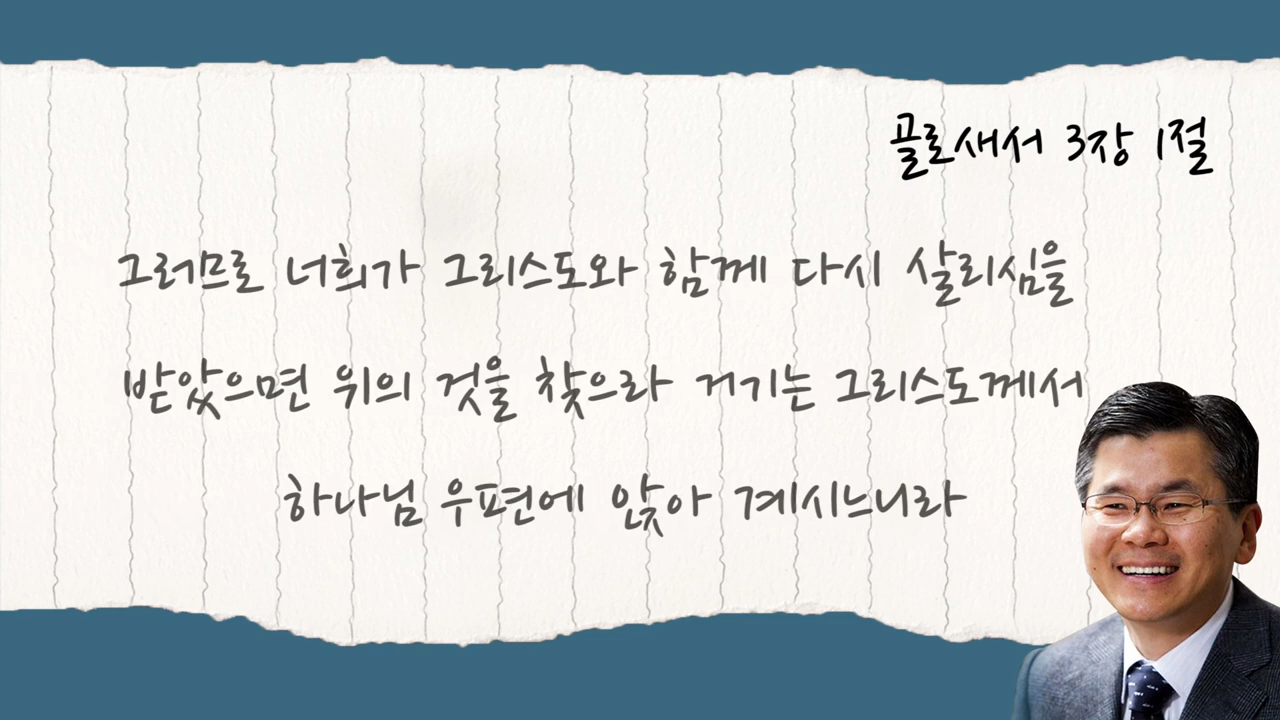 골로새서 3장 1절
그러므로 너희가 그리스도와 함께 다시 살리심을
받았으면 위의 것을 찾으라 거기는 그리스도께서
하나님 우편에 앉아 계시느니라